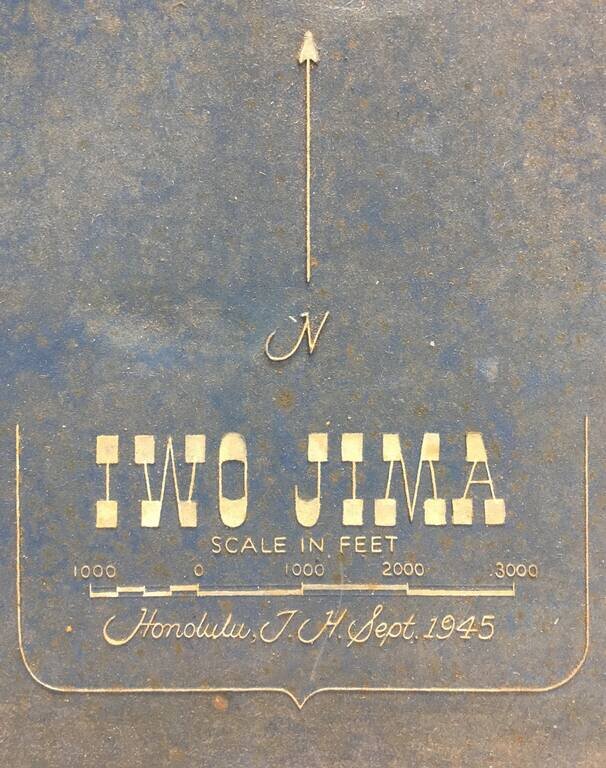 N
IWO JIMA
SCALE IN FEET
1000 0 1000 2000 3000
Honolulu, T. H. Sept. 1945